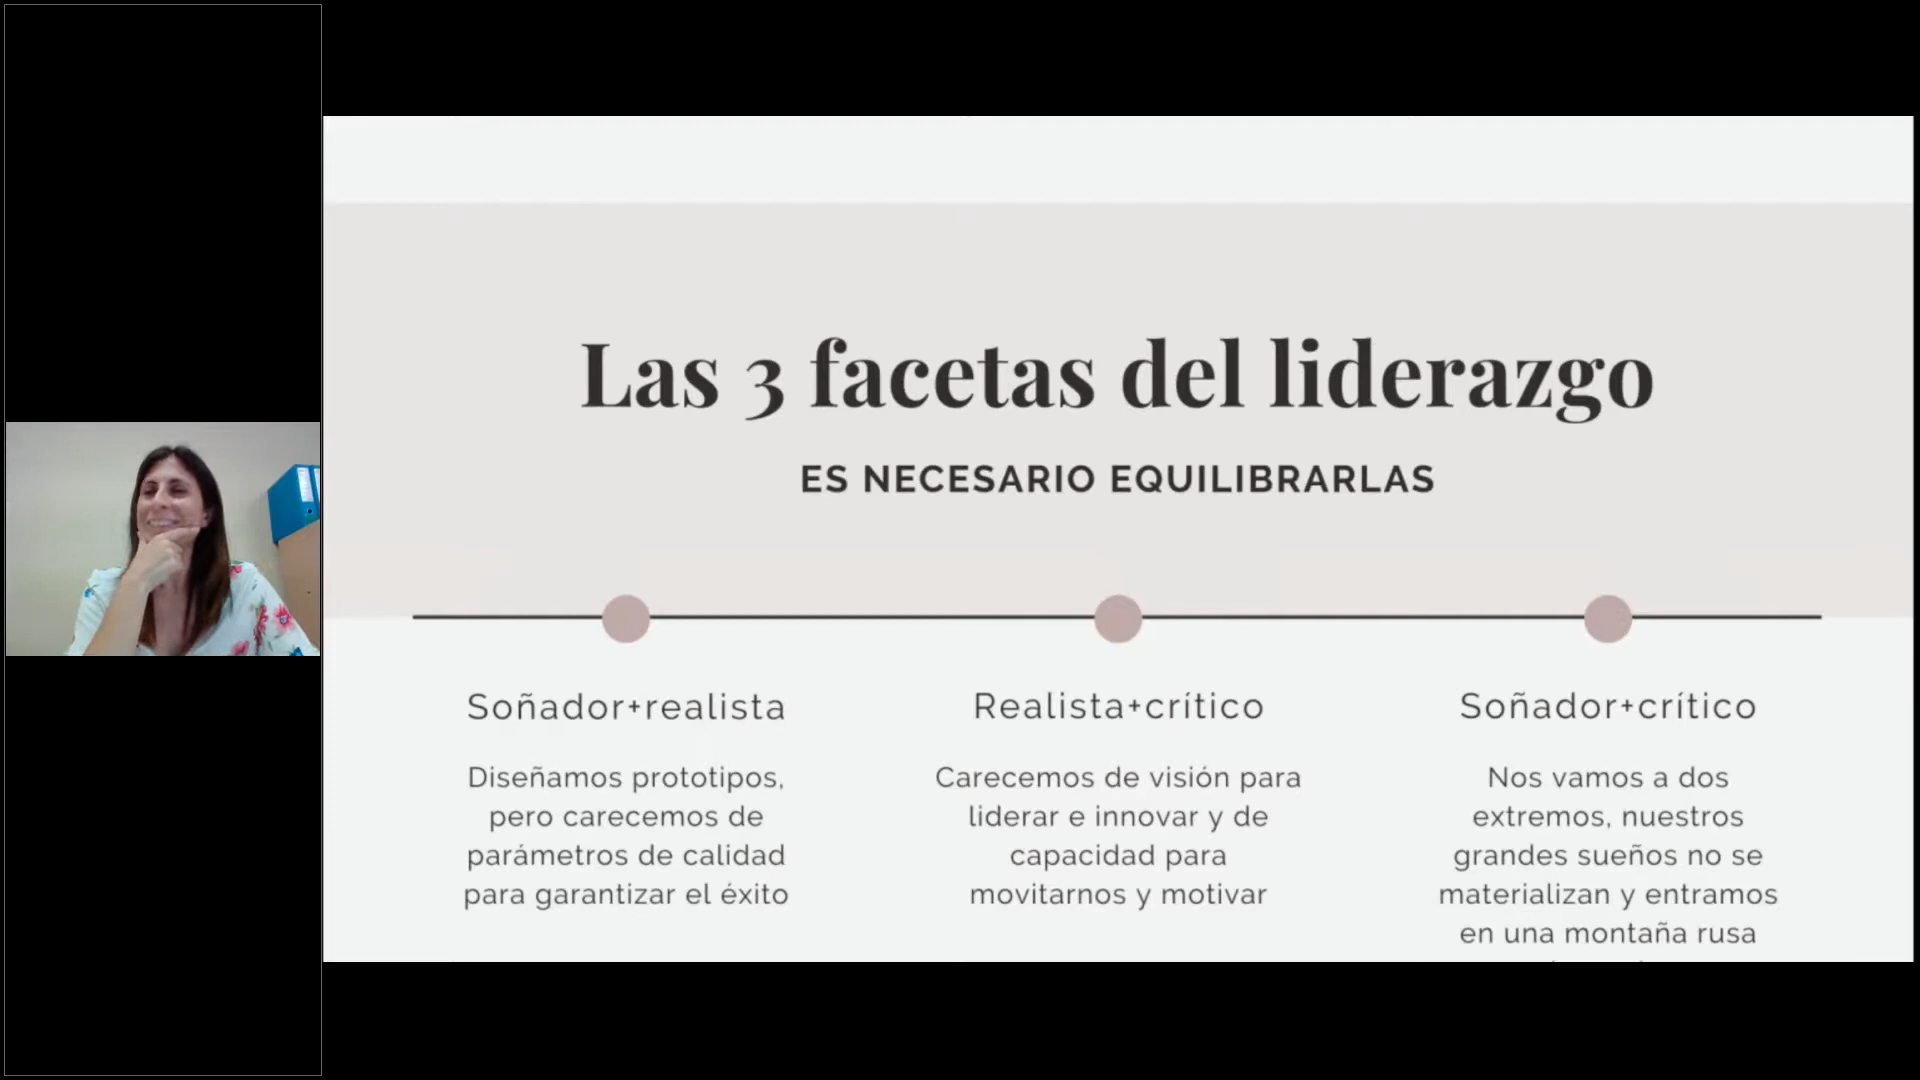 Las 3 facetas del liderazgo
ES NECESARIO EQUILIBRARLAS
Soñador+realista
Diseñamos prototipos,
pero carecemos de
parámetros de calidad
para garantizar el éxito
Realista+crítico
Carecemos de visión para
liderar e innovar y de
capacidad para
movitarnos y motivar
Soñador+crítico
Nos vamos a dos
extremos, nuestros
grandes sueños no se
materializan y entramos
en una montaña rusa